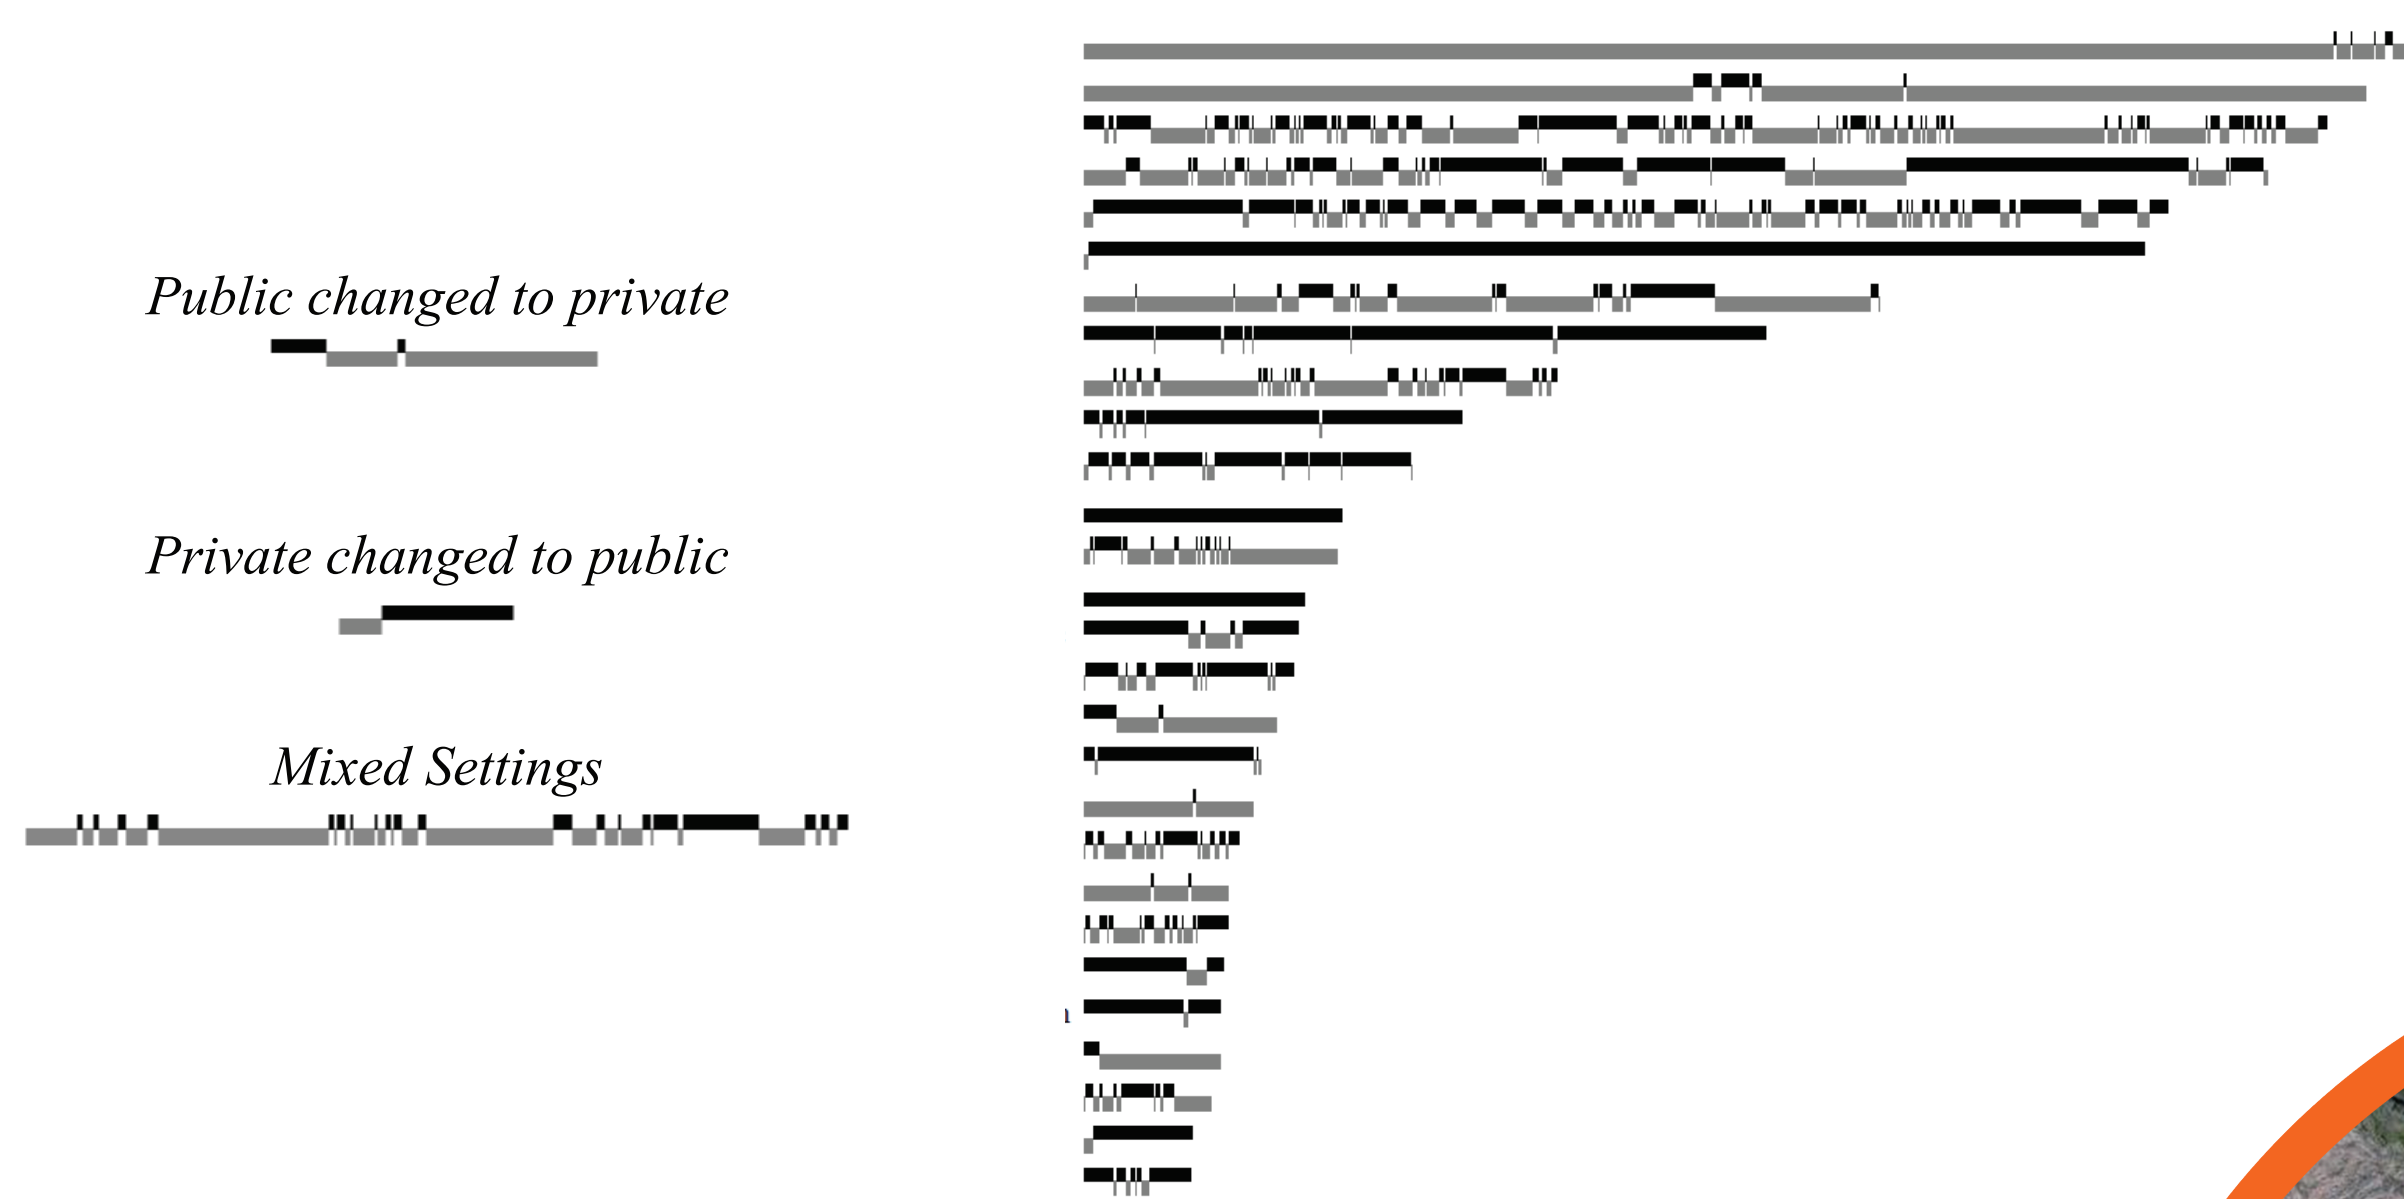 Public changed to private
Private changed to public
Mixed Settings